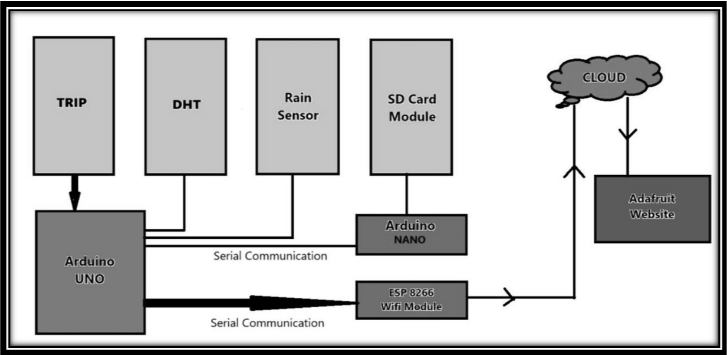 TRIP
DHT
Rain
Sensor
SD Card
Module
CLOUD
Adafruit
Website
Arduino
UNO
Arduino
NANO
Serial Communication
ESP 8266
Wifi Module
Serial Communication